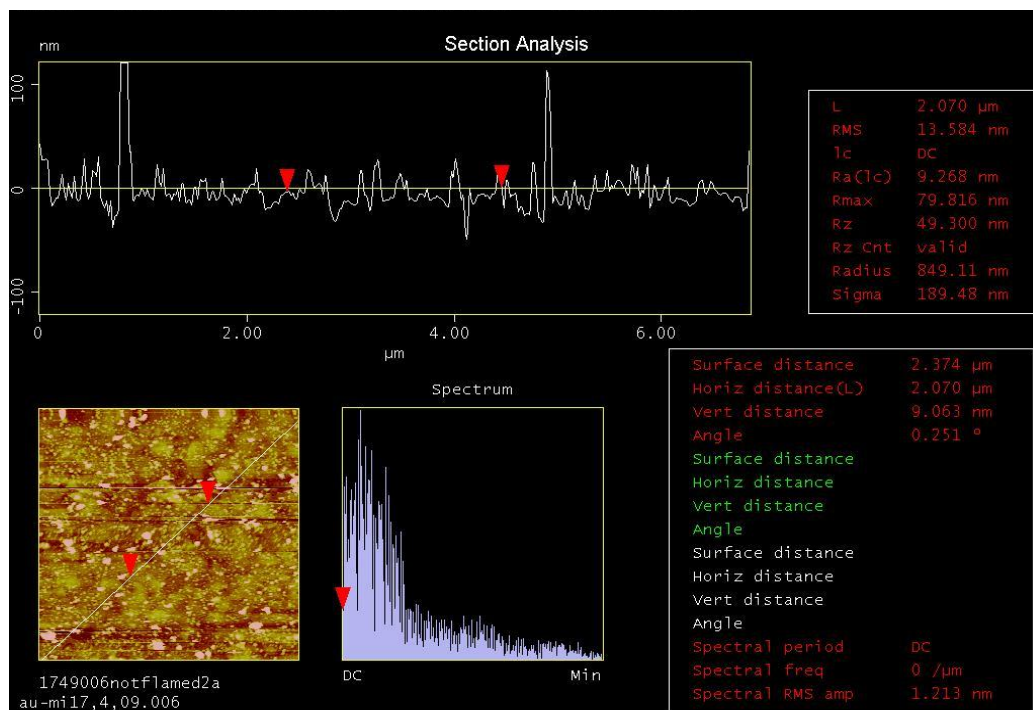 Section Analysis
nm
100
0
-100
0 2.00 4.00 6.00
µm
L 2.070 µm
RMS 13.584 nm
lc DC
Ra(lc) 9.268 nm
Rmax 79.816 nm
Rz 49.300 nm
Rz Cnt valid
Radius 849.11 nm
Sigma 189.48 nm
Surface distance 2.374 µm
Horiz distance(L) 2.070 µm
Vert distance 9.063 nm
Angle 0.251 °
Surface distance
Horiz distance
Vert distance
Angle
Surface distance
Horiz distance
Vert distance
Angle
Spectral period DC
Spectral freq 0 /µm
Spectral RMS amp 1.213 nm
Spectrum
DC Min
1749006notflamed2a
au-mi17,4,09.006